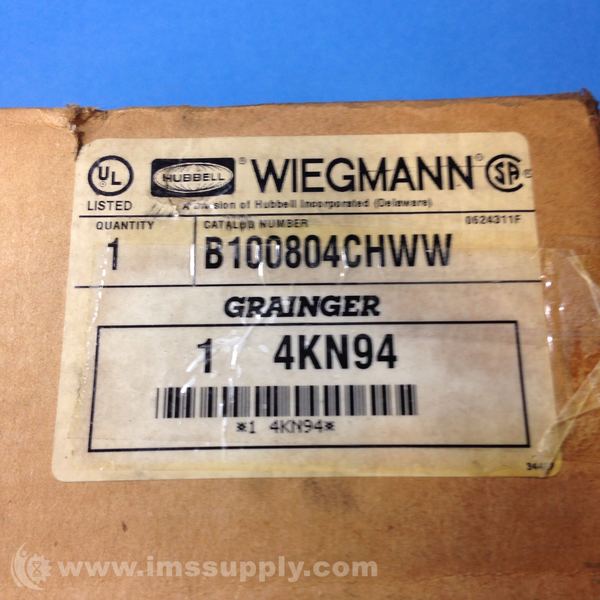 UL
LISTED
HUBBELL
WIEGMANN
SA
A Division of Hubbell Incorporated (Delaware)
0624311F
QUANTITY
CATALOG NUMBER
1
B100804CHWW
GRAINGER
1 4KN94
*1 4KN94*
www.imssupply.com